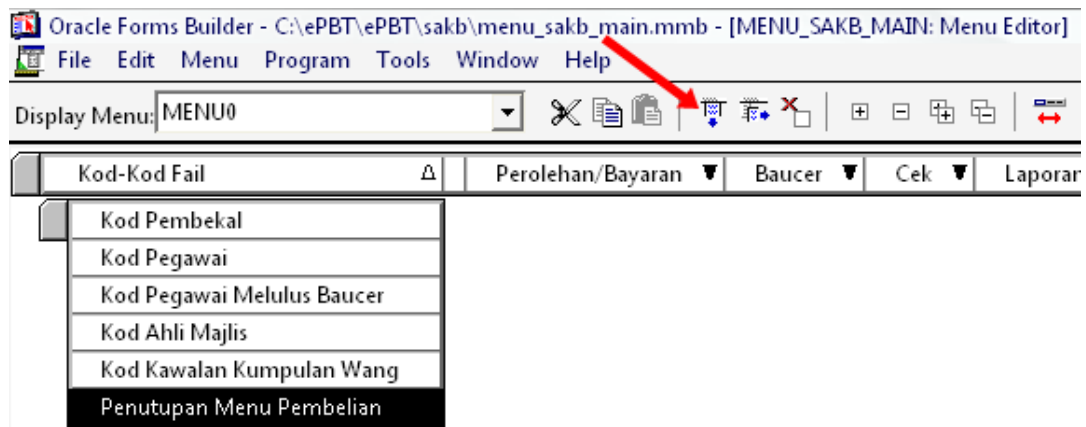 Oracle Forms Builder - C:\ePBT\ePBT\sakb\menu_sakb_main.mmb - [MENU_SAKB_MAIN: Menu Editor]
File Edit Menu Program Tools Window Help
Display Menu: MENU0
Kod-Kod Fail Perolehan/Bayaran Baucer Cek Laporan
Kod Pembekal
Kod Pegawai
Kod Pegawai Melulus Baucer
Kod Ahli Majlis
Kod Kawalan Kumpulan Wang
Penutupan Menu Pembelian